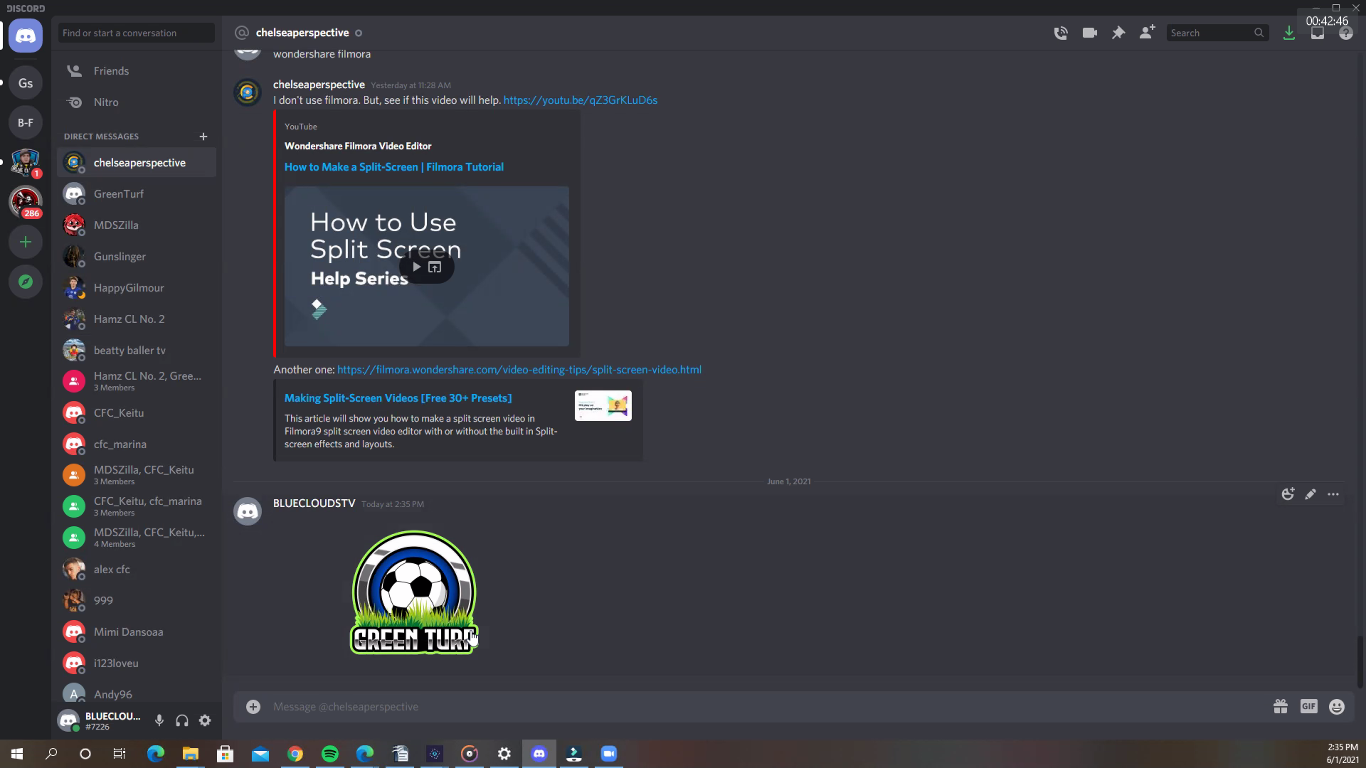 DISCORD
00:42:46
Find or start a conversation
chelseaperspective
Search
Gs
B-F
1
286
Friends
Nitro
DIRECT MESSAGES
chelseaperspective
GreenTurf
MDSZilla
Gunslinger
HappyGilmour
Hamz CL No. 2
beatty baller tv
Hamz CL No. 2, Gree...
3 Members
CFC_Keitu
cfc_marina
MDSZilla, CFC_Keitu
3 Members
CFC_Keitu, cfc_marina
3 Members
MDSZilla, CFC_Keitu,...
4 Members
alex cfc
999
Mimi Dansoaa
i123loveu
A Andy96
BLUECLOU...
#7226
wondershare filmora
chelseaperspective Yesterday at 11:28 AM
I don't use filmora. But, see if this video will help. https://youtu.be/qZ3GrKLuD6s
YouTube
Wondershare Filmora Video Editor
How to Make a Split-Screen | Filmora Tutorial
How to Use
Split Screen
Help Series
Another one: https://filmora.wondershare.com/video-editing-tips/split-screen-video.html
Making Split-Screen Videos [Free 30+ Presets]
This article will show you how to make a split screen video in
Filmora9 split screen video editor with or without the built in Split-
screen effects and layouts.
June 1, 2021
BLUECLOUDSTV Today at 2:35 PM
GREEN TURF
Message @chelseaperspective
GIF
2:35 PM
6/1/2021